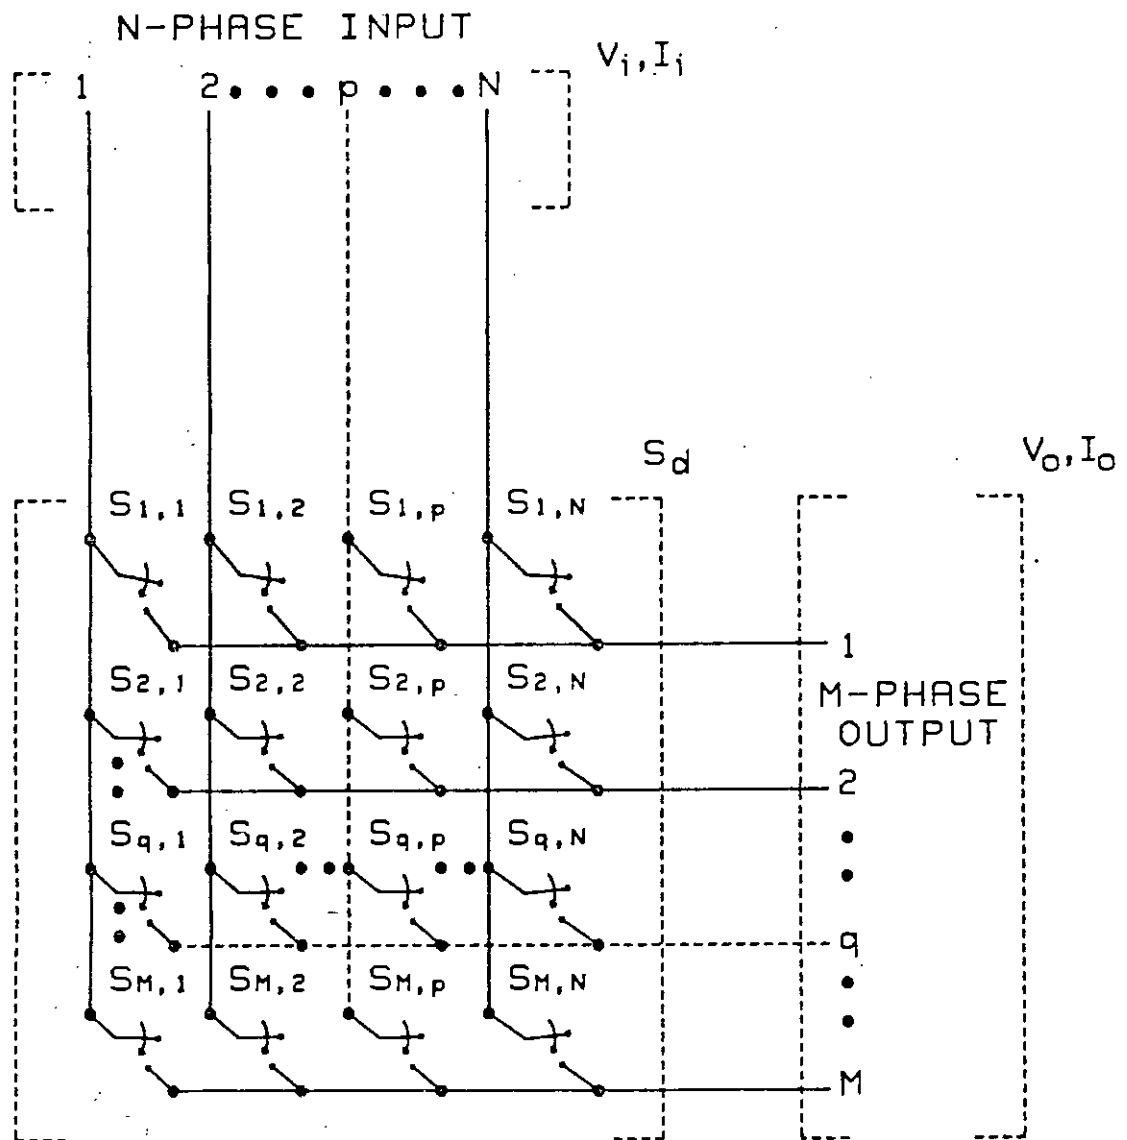 N-PHASE INPUT
Vi, Ii
1 2 • • • p • • • N
Sd
Vo, Io
S1,1 S1,2 S1,p S1,N
1
S2,1 S2,2 S2,p S2,N
M-PHASE
OUTPUT
2
Sq,1 Sq,2 Sq,p Sq,N
q
SM,1 SM,2 SM,p SM,N
M